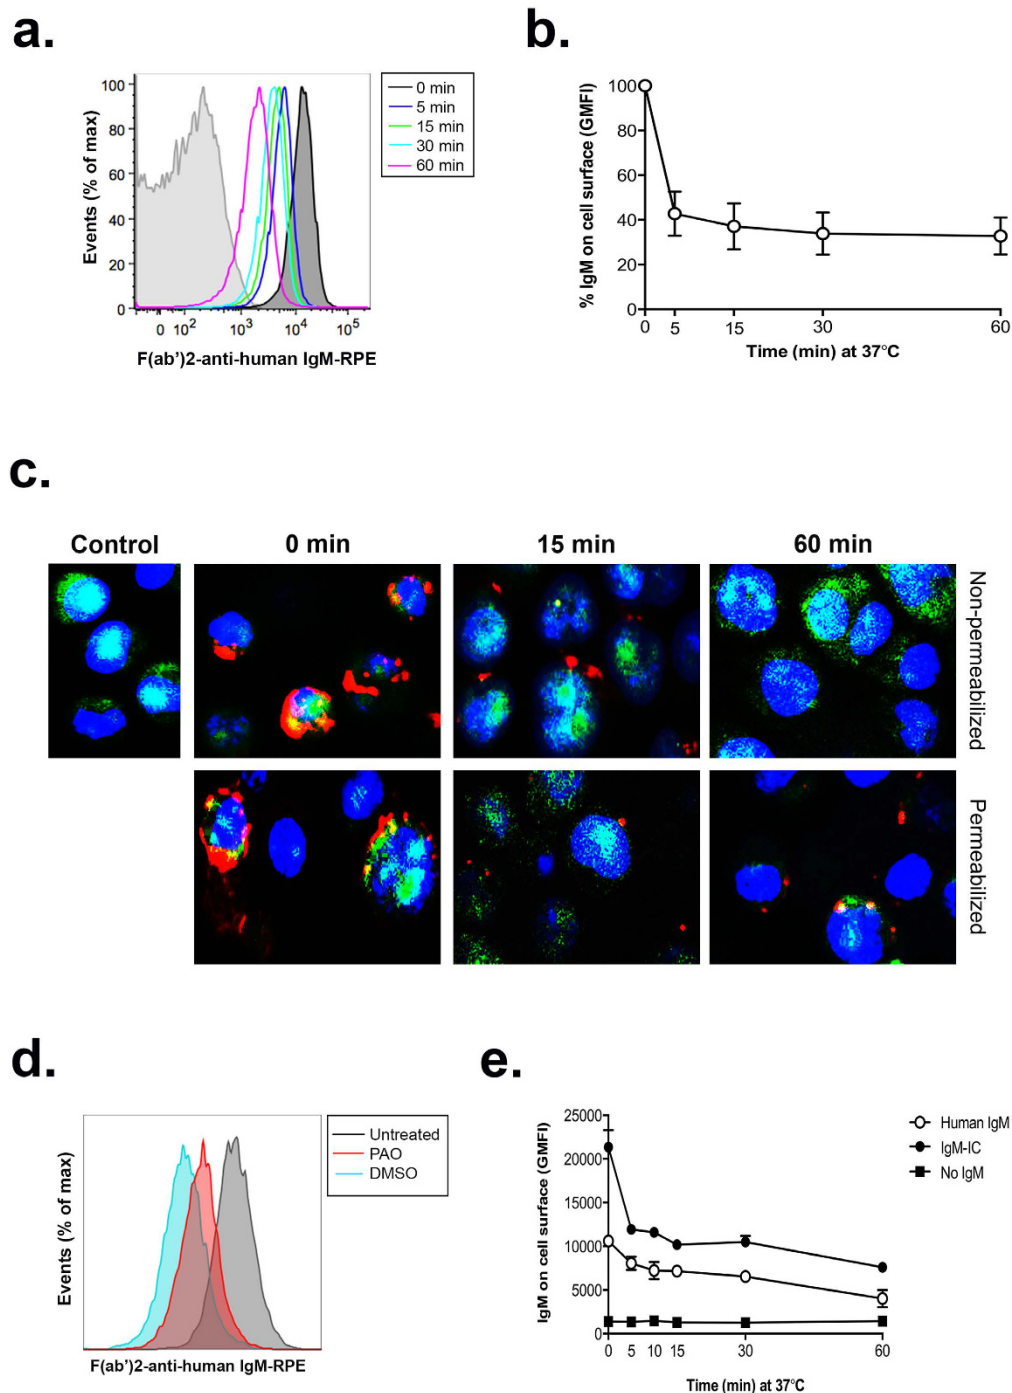 a.
100
80
60
40
20
0
0 10² 10³ 10⁴ 10⁵
Events (% of max)
F(ab')2-anti-human IgM-RPE
0 min
5 min
15 min
30 min
60 min
b.
100
80
60
40
20
0
0 5 15 30 60
% IgM on cell surface (GMFI)
Time (min) at 37°C
c.
Control 0 min 15 min 60 min
Non-permeabilized
Permeabilized
d.
Events (% of max)
F(ab')2-anti-human IgM-RPE
Untreated
PAO
DMSO
e.
25000
20000
15000
10000
5000
0
0 5 10 15 30 60
IgM on cell surface (GMFI)
Time (min) at 37°C
Human IgM
IgM-IC
No IgM